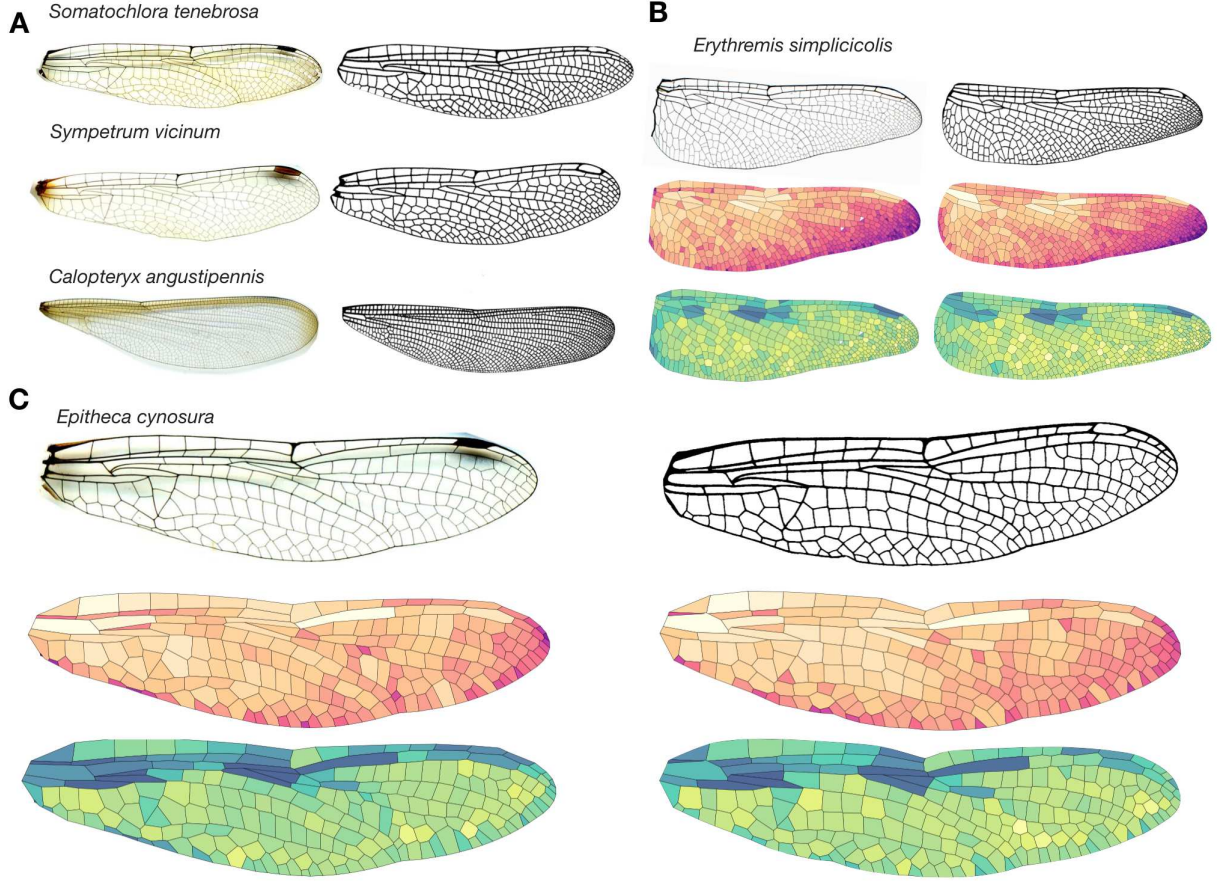 A
Somatochlora tenebrosa
Sympetrum vicinum
Calopteryx angustipennis
B
Erythremis simplicicolis
C
Epitheca cynosura